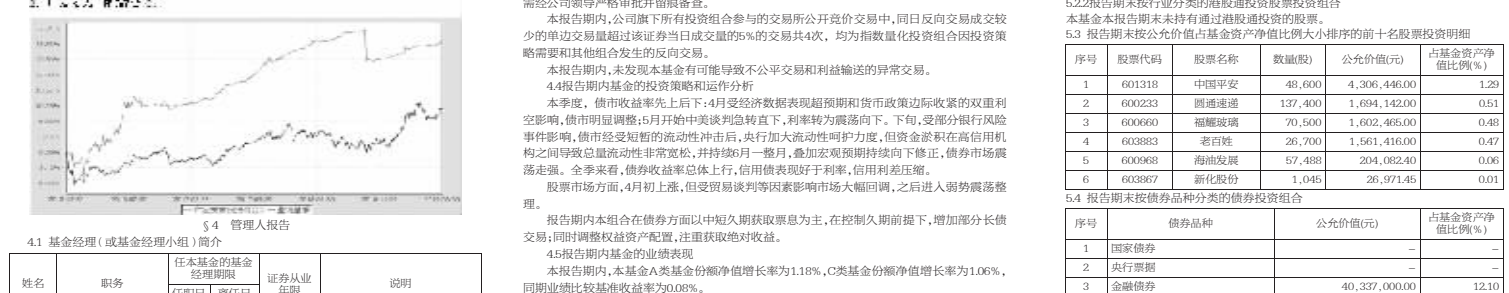 §4 管理人报告
4.1 基金经理(或基金经理小组)简介
姓名 职务 任本基金的基金经理期限 证券从业年限 说明
任职日 离任日
需经公司领导严格审批并留痕备查。
本报告期内,公司旗下所有投资组合参与的交易所公开竞价交易中,同日反向交易成交较
少的单边交易量超过该证券当日成交量的5%的交易共4次，均为指数量化投资组合因投资策
略需要和其他组合发生的反向交易。
本报告期内,未发现本基金有可能导致不公平交易和利益输送的异常交易。
4.4报告期内基金的投资策略和运作分析
本季度，债市收益率先上后下:4月受经济数据表现超预期和货币政策边际收紧的双重利
空影响,债市明显调整;5月开始中美谈判急转直下,利率转为震荡向下。下旬,受部分银行风险
事件影响,债市经受短暂的流动性冲击后,央行加大流动性呵护力度,但资金淤积在高信用机
构之间导致总量流动性非常宽松,并持续6月一整月,叠加宏观预期持续向下修正,债券市场震
荡走强。全季来看,债券收益率总体上行,信用债表现好于利率,信用利差压缩。
股票市场方面,4月初上涨,但受贸易谈判等因素影响市场大幅回调,之后进入弱势震荡整
理。
报告期内本组合在债券方面以中短久期获取票息为主,在控制久期前提下,增加部分长债
交易;同时调整权益资产配置,注重获取绝对收益。
4.5报告期内基金的业绩表现
本报告期内,本基金A类基金份额净值增长率为1.18%,C类基金份额净值增长率为1.06%,
同期业绩比较基准收益率为0.08%。
5.2.2报告期末按行业分类的港股通投资股票投资组合
本基金本报告期末未持有通过港股通投资的股票。
5.3 报告期末按公允价值占基金资产净值比例大小排序的前十名股票投资明细
序号 股票代码 股票名称 数量(股) 公允价值(元) 占基金资产净值比例(%)
1 601318 中国平安 48,600 4,306,446.00 1.29
2 600233 圆通速递 137,400 1,694,142.00 0.51
3 600660 福耀玻璃 70,500 1,602,465.00 0.48
4 603883 老百姓 26,700 1,561,416.00 0.47
5 600968 海油发展 57,488 204,082.40 0.06
6 603867 新化股份 1,045 26,971.45 0.01
5.4 报告期末按债券品种分类的债券投资组合
序号 债券品种 公允价值(元) 占基金资产净值比例(%)
1 国家债券 – –
2 央行票据 – –
3 金融债券 40,337,000.00 12.10